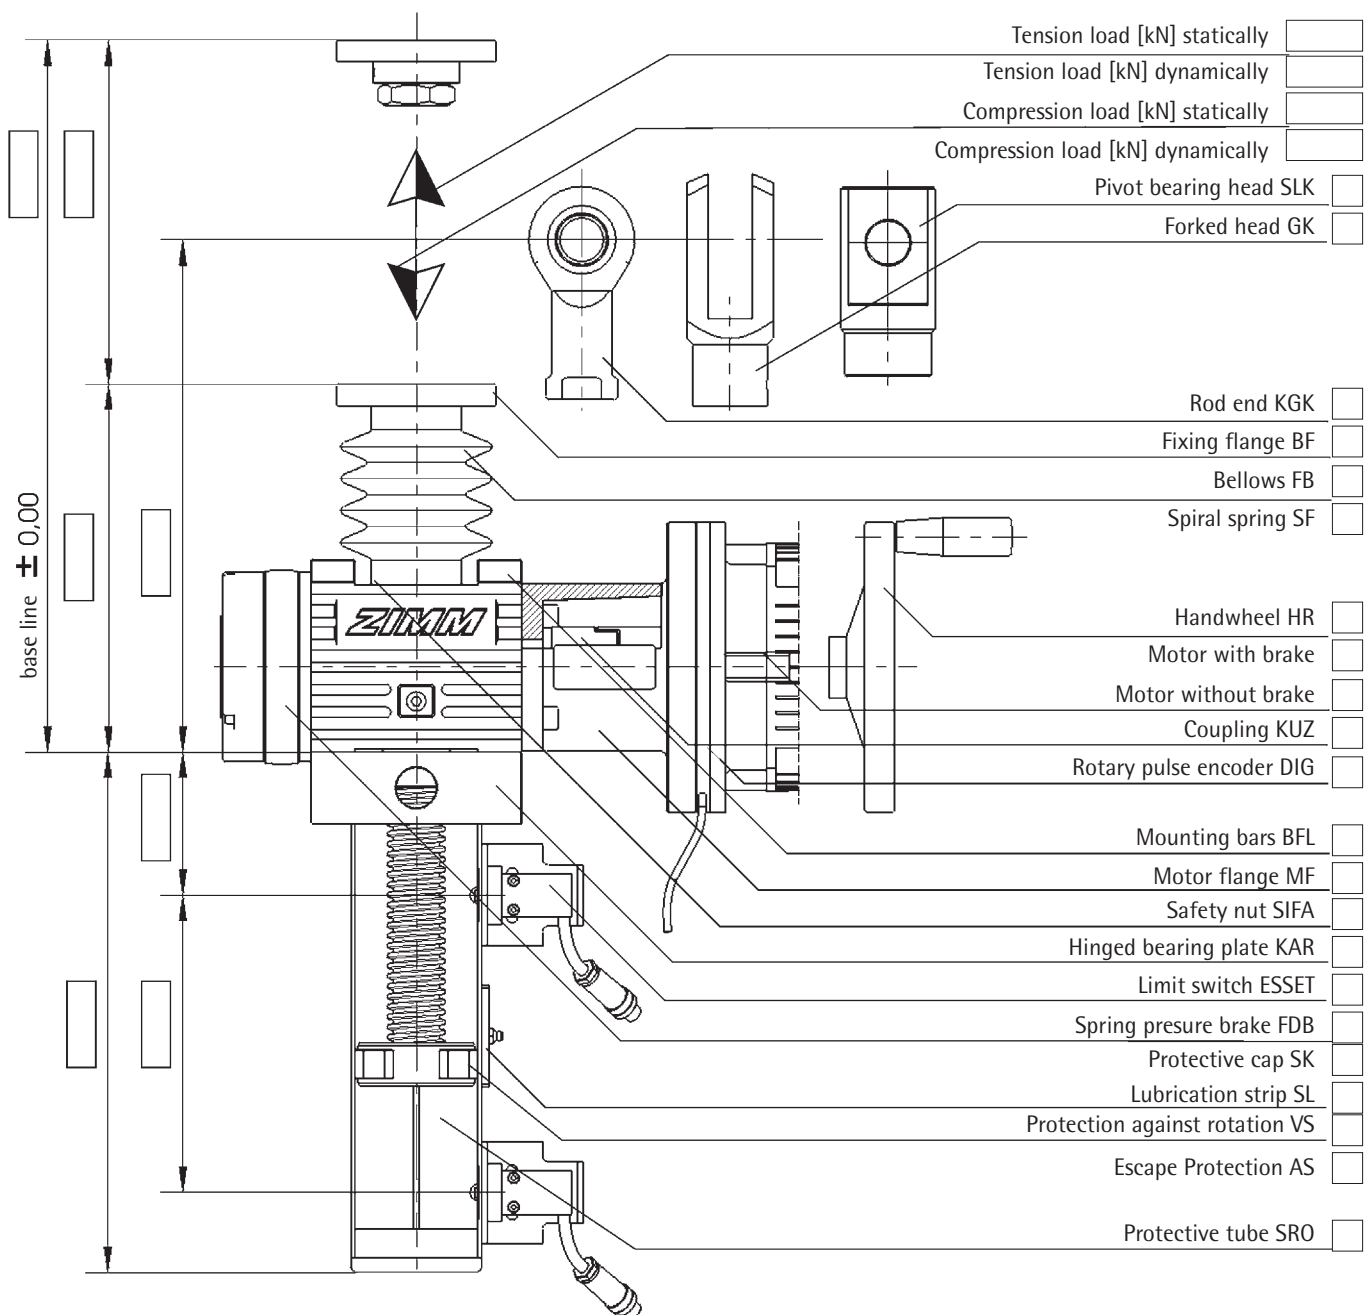 Tension load [kN] statically
Tension load [kN] dynamically
Compression load [kN] statically
Compression load [kN] dynamically
Pivot bearing head SLK
Forked head GK
Rod end KGK
Fixing flange BF
Bellows FB
Spiral spring SF
base line ± 0,00
ZIMM
Handwheel HR
Motor with brake
Motor without brake
Coupling KUZ
Rotary pulse encoder DIG
Mounting bars BFL
Motor flange MF
Safety nut SIFA
Hinged bearing plate KAR
Limit switch ESSET
Spring presure brake FDB
Protective cap SK
Lubrication strip SL
Protection against rotation VS
Escape Protection AS
Protective tube SRO